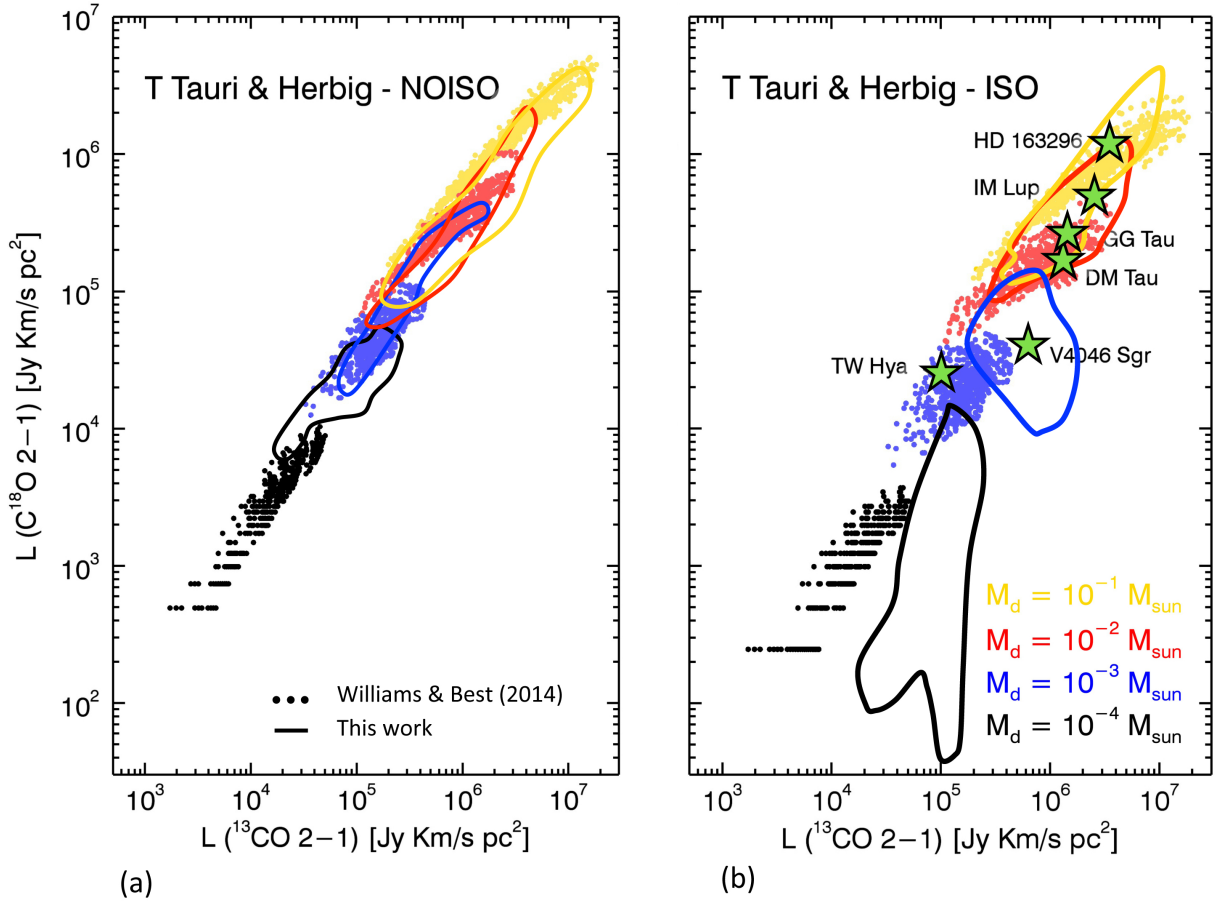 T Tauri & Herbig - NOISO
10⁷
10⁶
10⁵
10⁴
10³
10²
L (C¹⁸O 2−1) [Jy Km/s pc²]
Williams & Best (2014)
This work
10³ 10⁴ 10⁵ 10⁶ 10⁷
L (¹³CO 2−1) [Jy Km/s pc²]
(a)
T Tauri & Herbig - ISO
HD 163296
IM Lup
GG Tau
DM Tau
TW Hya
V4046 Sgr
M_d = 10⁻¹ M_sun
M_d = 10⁻² M_sun
M_d = 10⁻³ M_sun
M_d = 10⁻⁴ M_sun
10³ 10⁴ 10⁵ 10⁶ 10⁷
L (¹³CO 2−1) [Jy Km/s pc²]
(b)